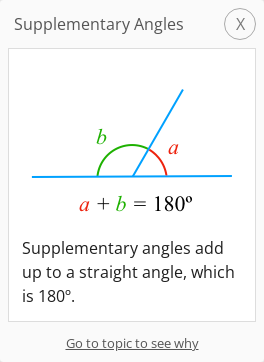 Supplementary Angles X
b
a
a + b = 180º
Supplementary angles add
up to a straight angle, which
is 180º.
Go to topic to see why